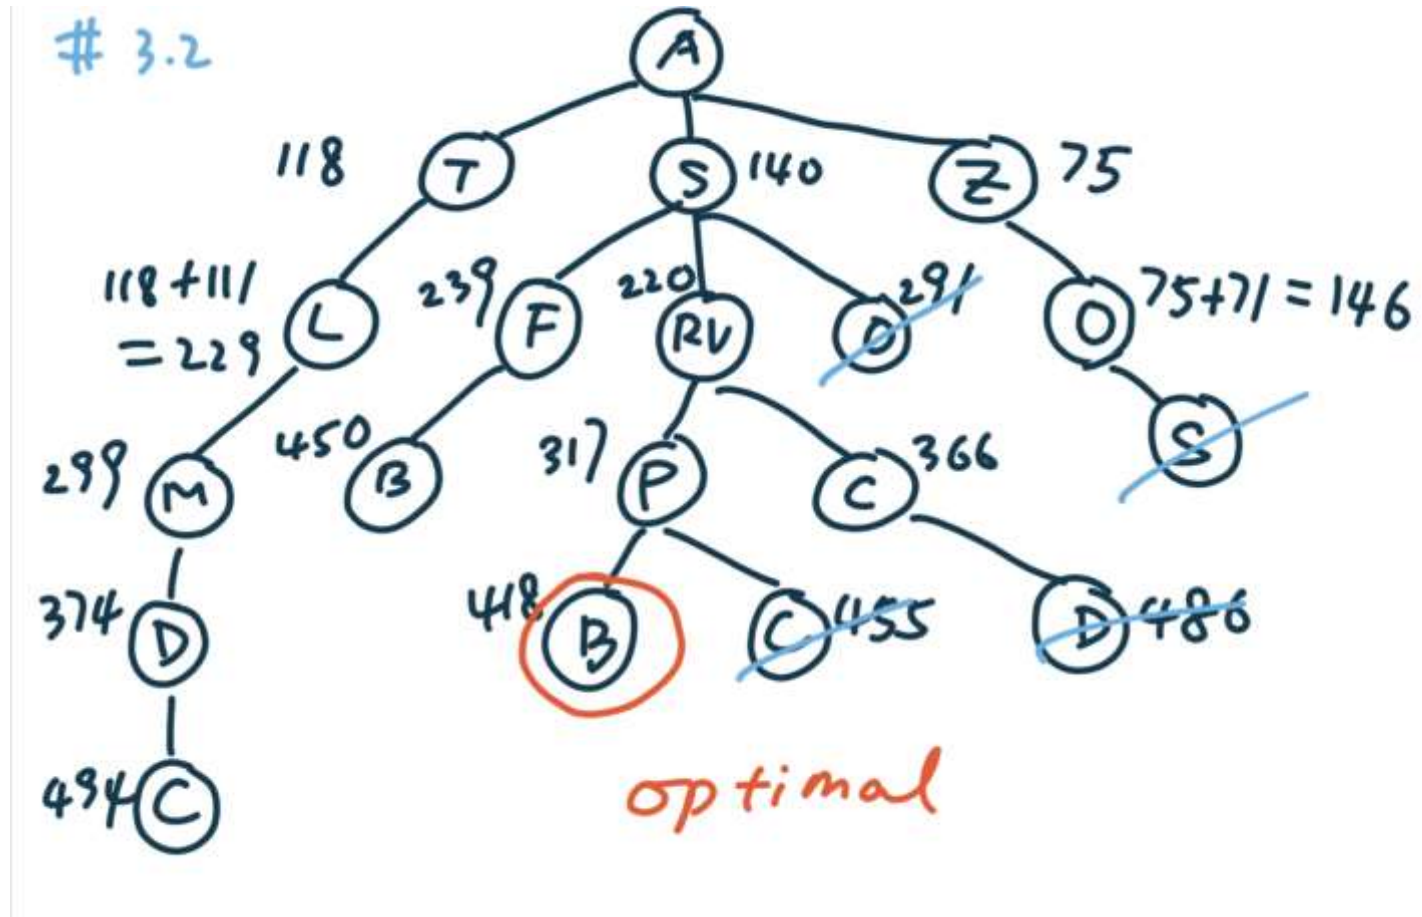 # 3.2
A
118 T S 140 Z 75
118+111
= 229
L 239 F 220 RV O 291 O 75+71 = 146
299 M 450 B 317 P C 366 S
374 D 418 B C 455 D 486
494 C
optimal